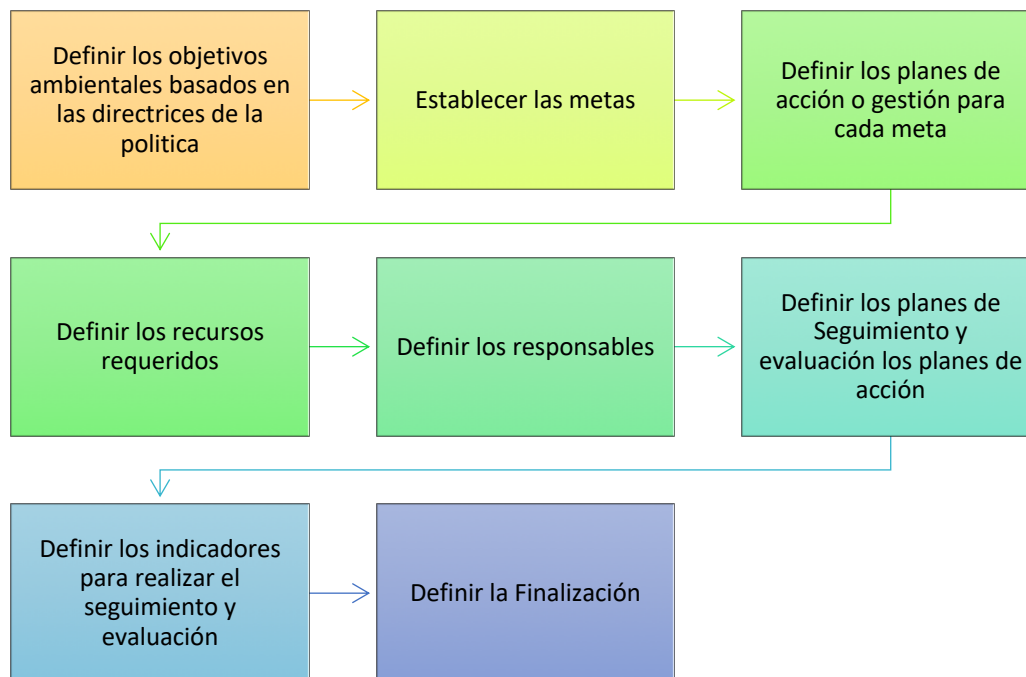 Definir los objetivos
ambientales basados en
las directrices de la
politica
Establecer las metas
Definir los planes de
acción o gestión para
cada meta
Definir los recursos
requeridos
Definir los responsables
Definir los planes de
Seguimiento y
evaluación los planes de
acción
Definir los indicadores
para realizar el
seguimiento y
evaluación
Definir la Finalización